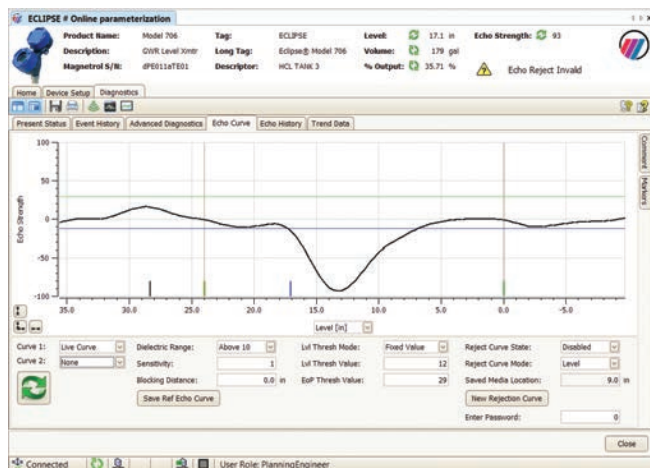 ECLIPSE # Online parameterization
Product Name: Model 706 Tag: ECLIPSE Level: 17.1 in Echo Strength: 93
Description: GWR Level Xmtr Long Tag: Eclipse® Model 706 Volume: 179 gal
Magnetrol S/N: dPE011aTE01 Descriptor: HCL TANK 3 % Output: 35.71 % Echo Reject Invalid
Home Device Setup Diagnostics
Present Status Event History Advanced Diagnostics Echo Curve Echo History Trend Data
Comment
Markers
Echo Strength
100
50
0
-50
-100
35.0 30.0 25.0 20.0 15.0 10.0 5.0 0.0 -5.0
Level [in]
Curve 1: Live Curve Dielectric Range: Above 10 Lvl Thresh Mode: Fixed Value Reject Curve State: Disabled
Curve 2: None Sensitivity: 1 Lvl Thresh Value: 12 Reject Curve Mode: Level
Blocking Distance: 0.0 in EoP Thresh Value: 29 Saved Media Location: 9.0 in
Save Ref Echo Curve New Rejection Curve
Enter Password: 0
Close
Connected User Role: PlanningEngineer